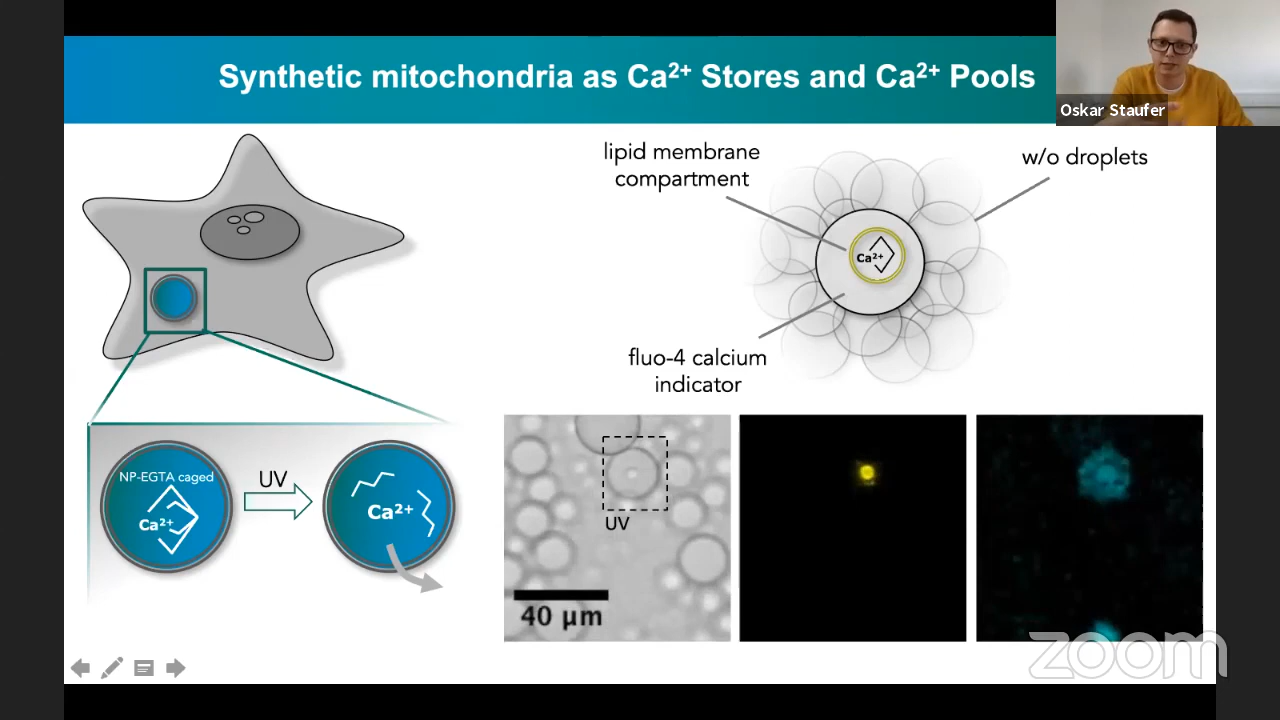 Synthetic mitochondria as Ca²⁺ Stores and Ca²⁺ Pools
Oskar Staufer
lipid membrane
compartment
w/o droplets
Ca²⁺
fluo-4 calcium
indicator
NP-EGTA caged
Ca²⁺
UV
Ca²⁺
UV
40 µm
zoom